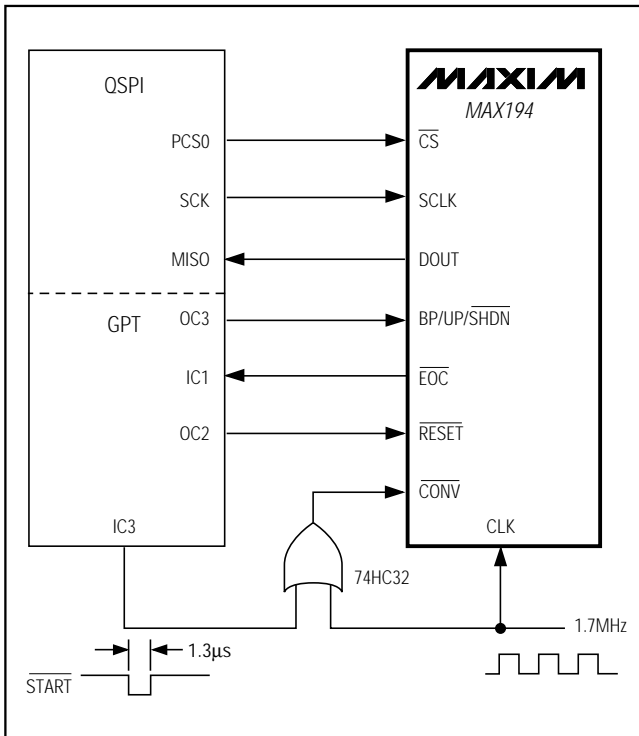 QSPI
MAXIM
MAX194
PCS0
CS
SCK
SCLK
MISO
DOUT
GPT
OC3
BP/UP/SHDN
IC1
EOC
OC2
RESET
CONV
IC3
CLK
74HC32
1.7MHz
1.3µs
START